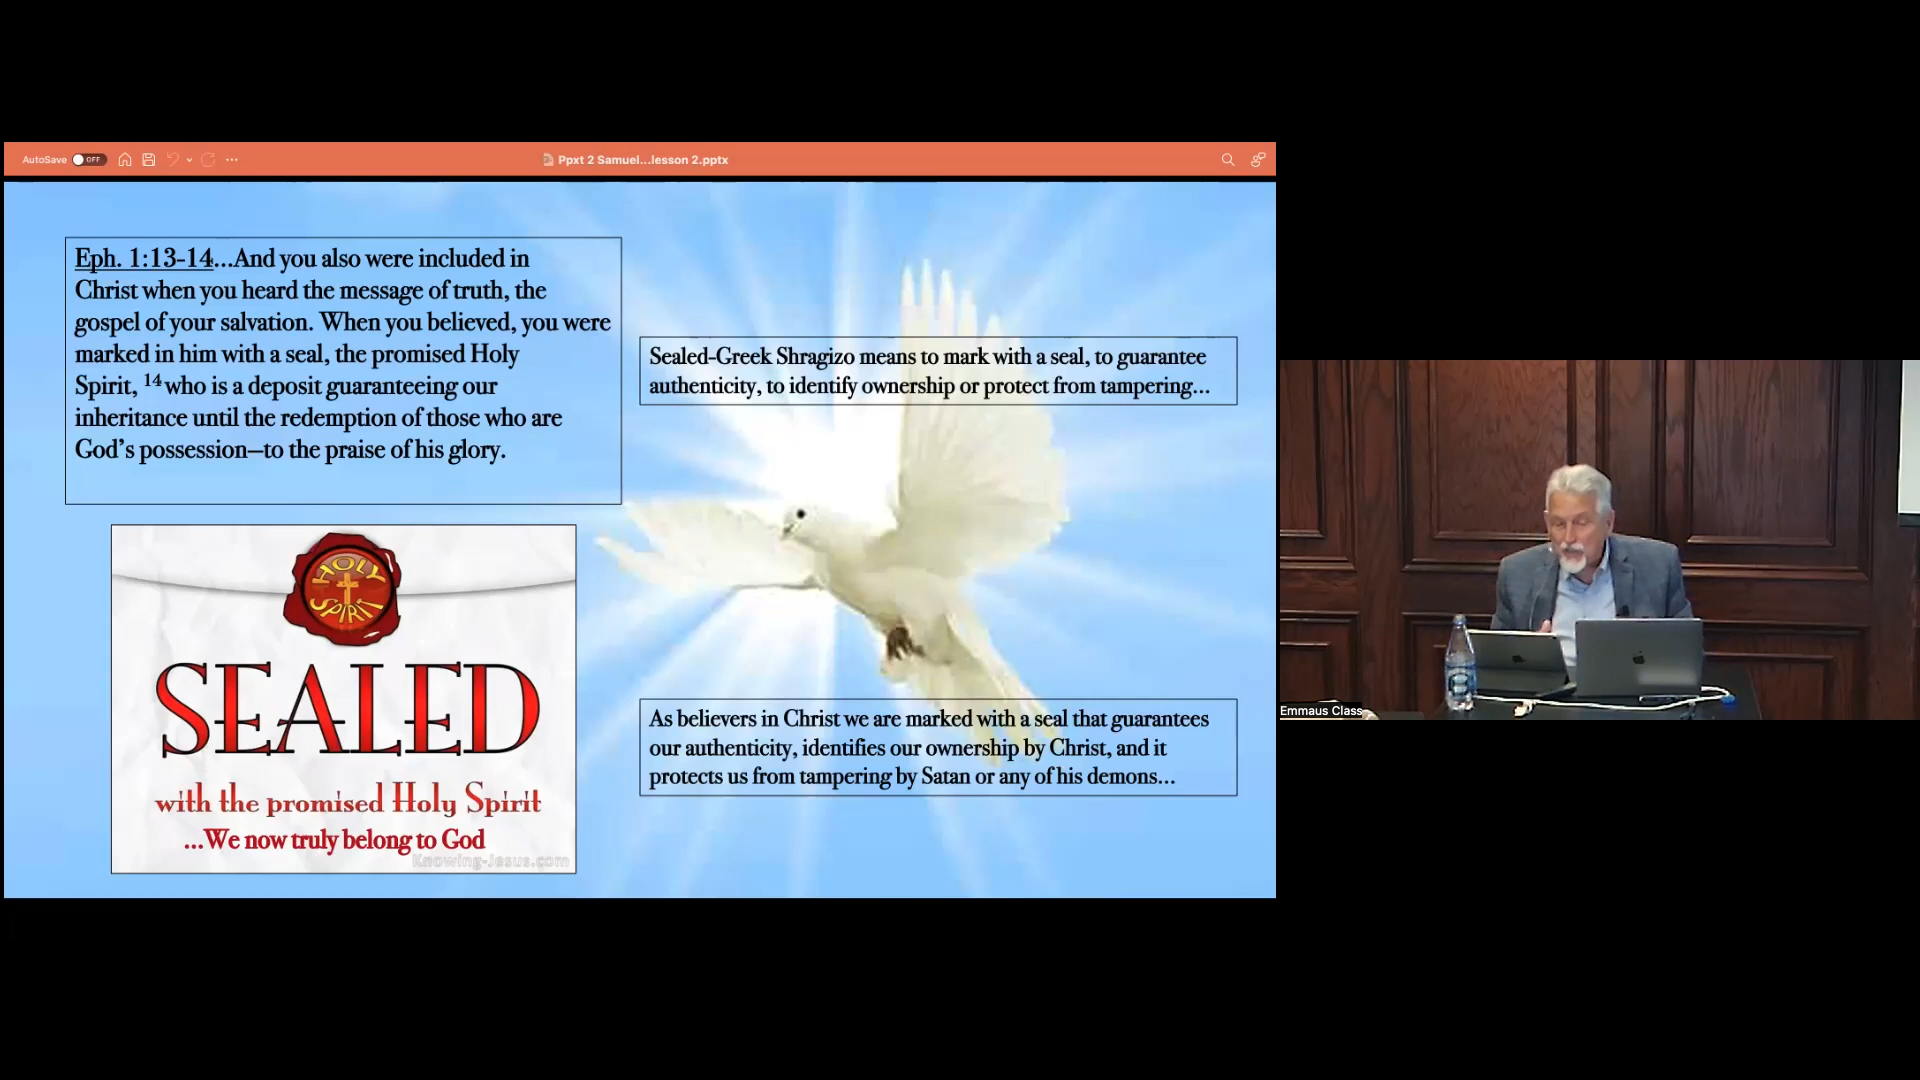 AutoSave OFF
Ppxt 2 Samuel...lesson 2.pptx
Eph. 1:13-14...And you also were included in
Christ when you heard the message of truth, the
gospel of your salvation. When you believed, you were
marked in him with a seal, the promised Holy
Spirit, 14 who is a deposit guaranteeing our
inheritance until the redemption of those who are
God's possession—to the praise of his glory.
Sealed-Greek Shragizo means to mark with a seal, to guarantee
authenticity, to identify ownership or protect from tampering...
HOLY
JESUS
SPIRIT
SEALED
with the promised Holy Spirit
...We now truly belong to God
Knowing-Jesus.com
As believers in Christ we are marked with a seal that guarantees
our authenticity, identifies our ownership by Christ, and it
protects us from tampering by Satan or any of his demons...
Emmaus Class